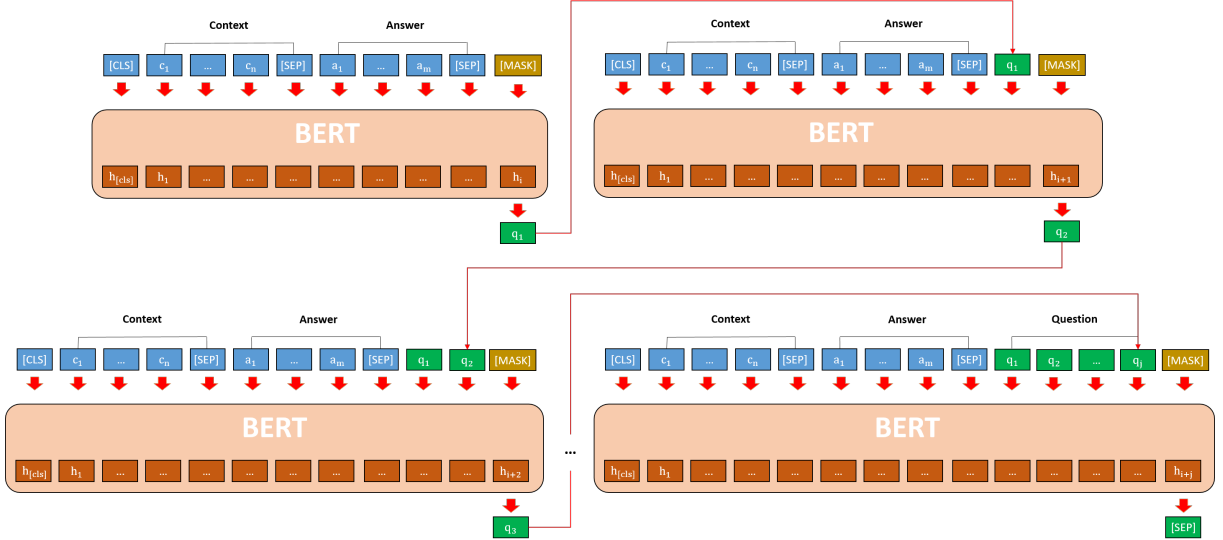 Context Answer
[CLS] c₁ ... cₙ [SEP] a₁ ... aₘ [SEP] [MASK]
BERT
h[cls] h₁ ... ... ... ... ... ... ... hᵢ
q₁
Context Answer
[CLS] c₁ ... cₙ [SEP] a₁ ... aₘ [SEP] q₁ [MASK]
BERT
h[cls] h₁ ... ... ... ... ... ... ... ... hᵢ₊₁
q₂
Context Answer
[CLS] c₁ ... cₙ [SEP] a₁ ... aₘ [SEP] q₁ q₂ [MASK]
BERT
h[cls] h₁ ... ... ... ... ... ... ... ... ... hᵢ₊₂
q₃
...
Context Answer Question
[CLS] c₁ ... cₙ [SEP] a₁ ... aₘ [SEP] q₁ q₂ ... qⱼ [MASK]
BERT
h[cls] h₁ ... ... ... ... ... ... ... ... ... ... ... hᵢ₊ⱼ
[SEP]